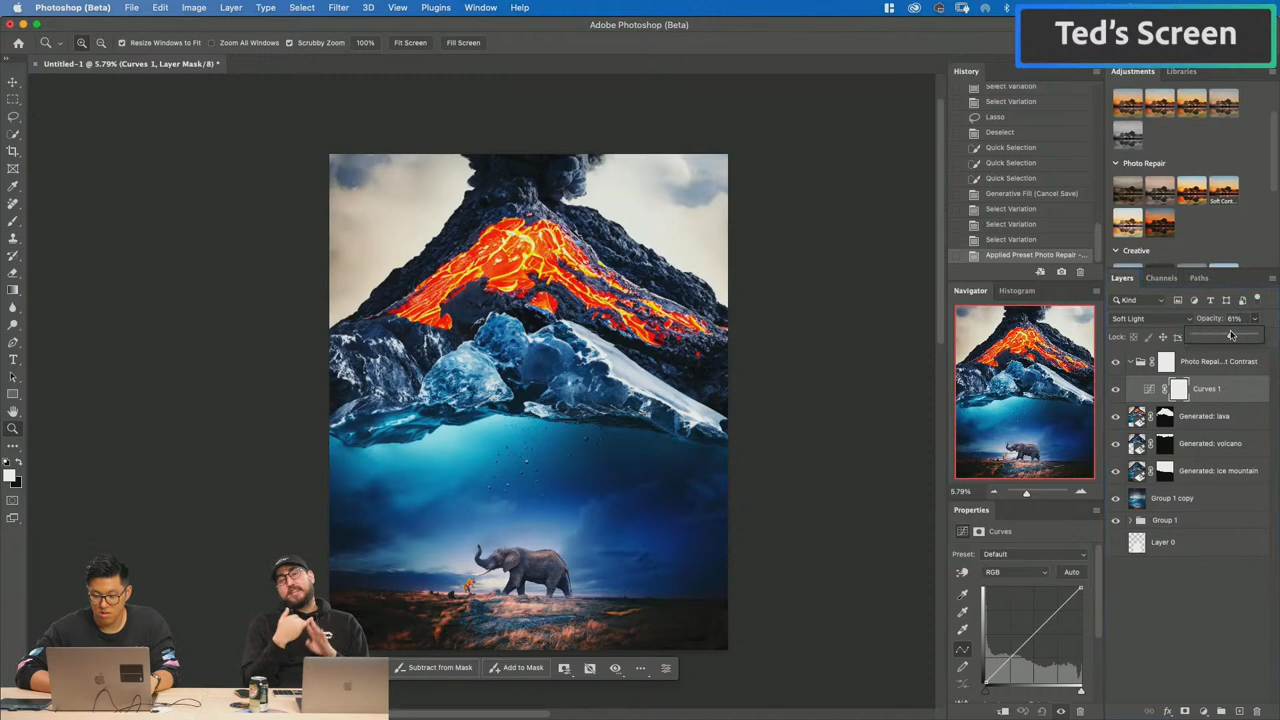 Photoshop (Beta) File Edit Image Layer Type Select Filter 3D View Plugins Window Help
Ted's Screen
Adobe Photoshop (Beta)
Resize Windows to Fit Zoom All Windows Scrubby Zoom 100% Fit Screen Fill Screen
Untitled-1 @ 5.79% (Curves 1, Layer Mask/8) *
History
Select Variation
Select Variation
Lasso
Deselect
Quick Selection
Quick Selection
Quick Selection
Generative Fill (Cancel Save)
Select Variation
Select Variation
Select Variation
Applied Preset Photo Repair -...
Navigator Histogram
5.79%
Properties
Curves
Preset: Default
RGB Auto
Adjustments Libraries
Photo Repair
Soft Cont...
Creative
Layers Channels Paths
Kind
Soft Light Opacity: 61%
Lock:
Photo Repai...t Contrast
Curves 1
Generated: lava
Generated: volcano
Generated: ice mountain
Group 1 copy
Group 1
Layer 0
Subtract from Mask Add to Mask